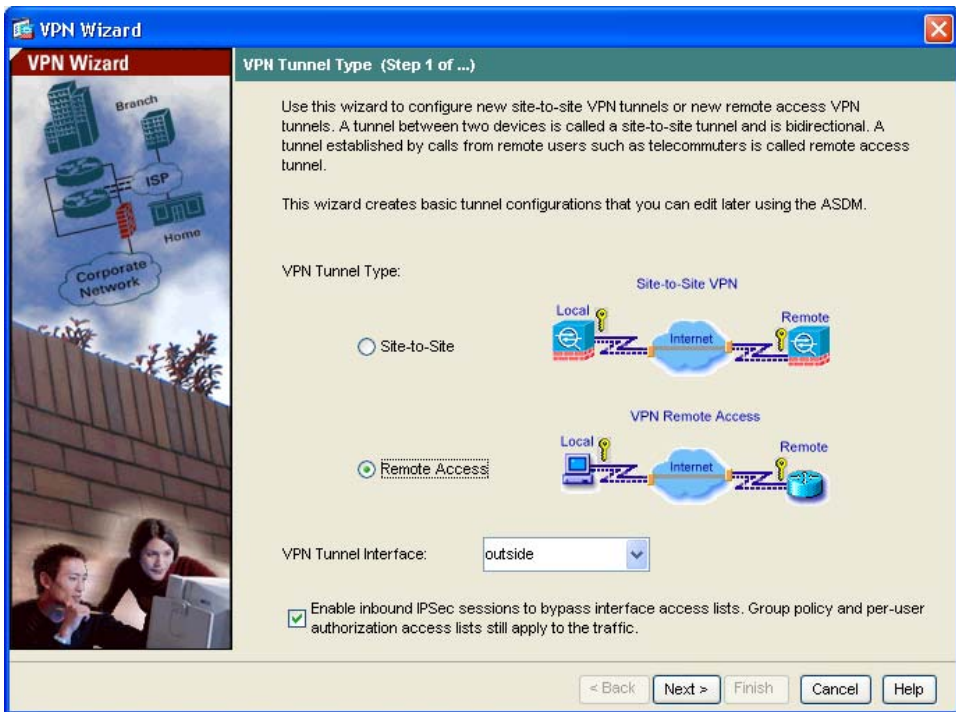 VPN Wizard
VPN Wizard
Branch
ISP
Home
Corporate
Network
VPN Tunnel Type (Step 1 of ...)
Use this wizard to configure new site-to-site VPN tunnels or new remote access VPN
tunnels. A tunnel between two devices is called a site-to-site tunnel and is bidirectional. A
tunnel established by calls from remote users such as telecommuters is called remote access
tunnel.
This wizard creates basic tunnel configurations that you can edit later using the ASDM.
VPN Tunnel Type:
Site-to-Site VPN
Local
Remote
Internet
Site-to-Site
VPN Remote Access
Local
Remote
Internet
Remote Access
VPN Tunnel Interface:
outside
Enable inbound IPSec sessions to bypass interface access lists. Group policy and per-user
authorization access lists still apply to the traffic.
< Back
Next >
Finish
Cancel
Help